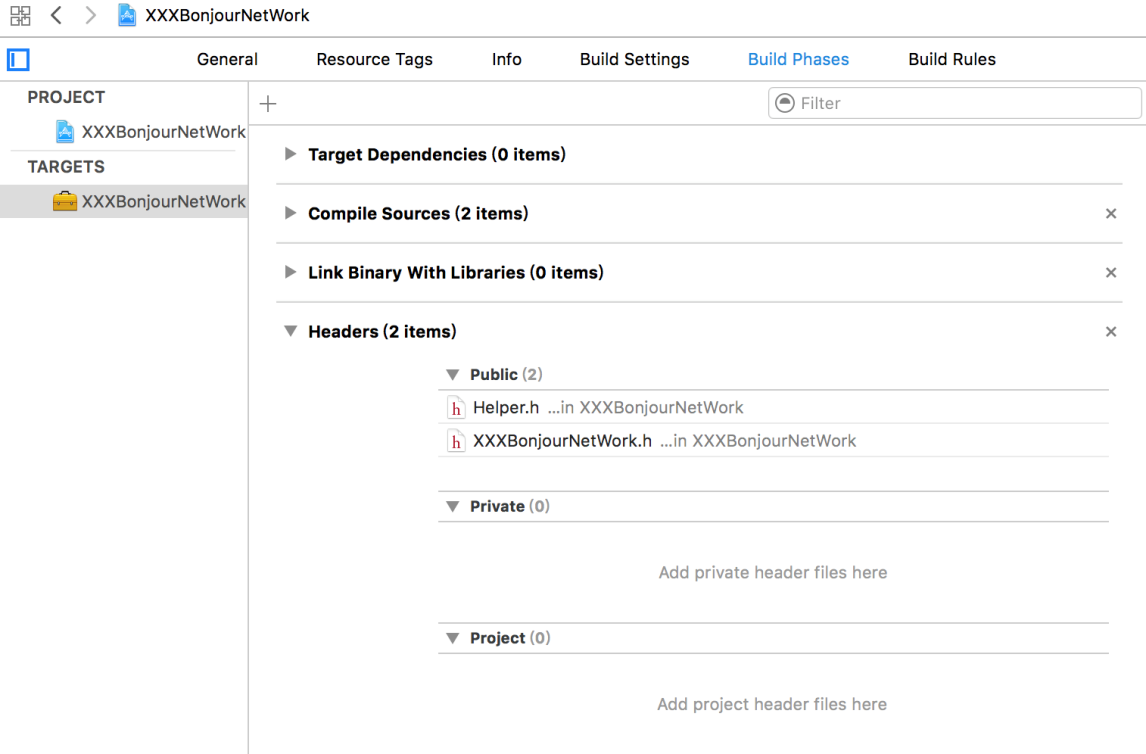 XXXBonjourNetWork
General Resource Tags Info Build Settings Build Phases Build Rules
PROJECT
XXXBonjourNetWork
TARGETS
XXXBonjourNetWork
Filter
Target Dependencies (0 items)
Compile Sources (2 items)
Link Binary With Libraries (0 items)
Headers (2 items)
Public (2)
h Helper.h ...in XXXBonjourNetWork
h XXXBonjourNetWork.h ...in XXXBonjourNetWork
Private (0)
Add private header files here
Project (0)
Add project header files here